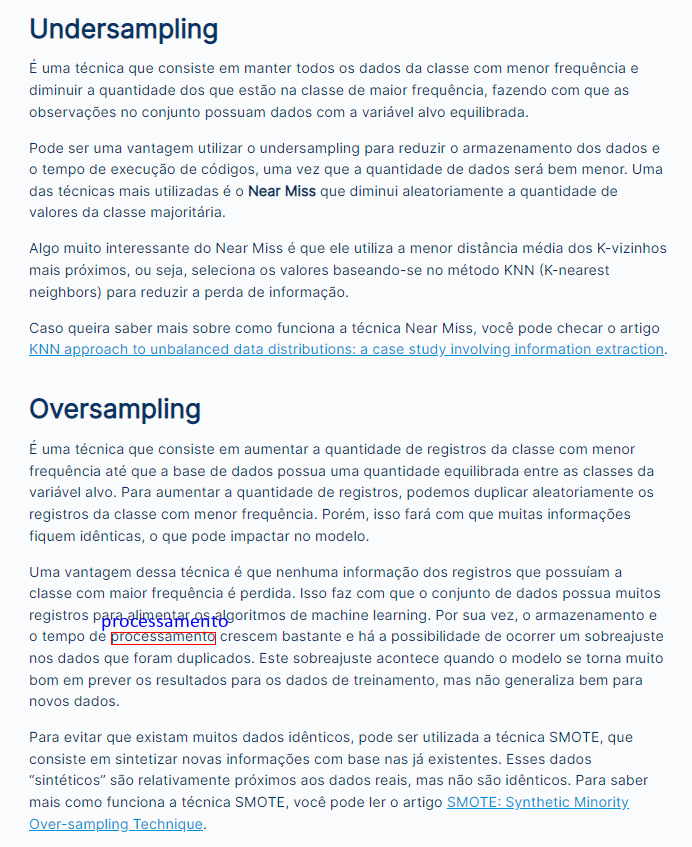 Undersampling
É uma técnica que consiste em manter todos os dados da classe com menor frequência e
diminuir a quantidade dos que estão na classe de maior frequência, fazendo com que as
observações no conjunto possuam dados com a variável alvo equilibrada.
Pode ser uma vantagem utilizar o undersampling para reduzir o armazenamento dos dados e
o tempo de execução de códigos, uma vez que a quantidade de dados será bem menor. Uma
das técnicas mais utilizadas é o Near Miss que diminui aleatoriamente a quantidade de
valores da classe majoritária.
Algo muito interessante do Near Miss é que ele utiliza a menor distância média dos K-vizinhos
mais próximos, ou seja, seleciona os valores baseando-se no método KNN (K-nearest
neighbors) para reduzir a perda de informação.
Caso queira saber mais sobre como funciona a técnica Near Miss, você pode checar o artigo
KNN approach to unbalanced data distributions: a case study involving information extraction.
Oversampling
É uma técnica que consiste em aumentar a quantidade de registros da classe com menor
frequência até que a base de dados possua uma quantidade equilibrada entre as classes da
variável alvo. Para aumentar a quantidade de registros, podemos duplicar aleatoriamente os
registros da classe com menor frequência. Porém, isso fará com que muitas informações
fiquem idênticas, o que pode impactar no modelo.
Uma vantagem dessa técnica é que nenhuma informação dos registros que possuíam a
classe com maior frequência é perdida. Isso faz com que o conjunto de dados possua muitos
registros para alimentar os algoritmos de machine learning. Por sua vez, o armazenamento e
processamento
o tempo de processamento crescem bastante e há a possibilidade de ocorrer um sobreajuste
nos dados que foram duplicados. Este sobreajuste acontece quando o modelo se torna muito
bom em prever os resultados para os dados de treinamento, mas não generaliza bem para
novos dados.
Para evitar que existam muitos dados idênticos, pode ser utilizada a técnica SMOTE, que
consiste em sintetizar novas informações com base nas já existentes. Esses dados
“sintéticos” são relativamente próximos aos dados reais, mas não são idênticos. Para saber
mais como funciona a técnica SMOTE, você pode ler o artigo SMOTE: Synthetic Minority
Over-sampling Technique.